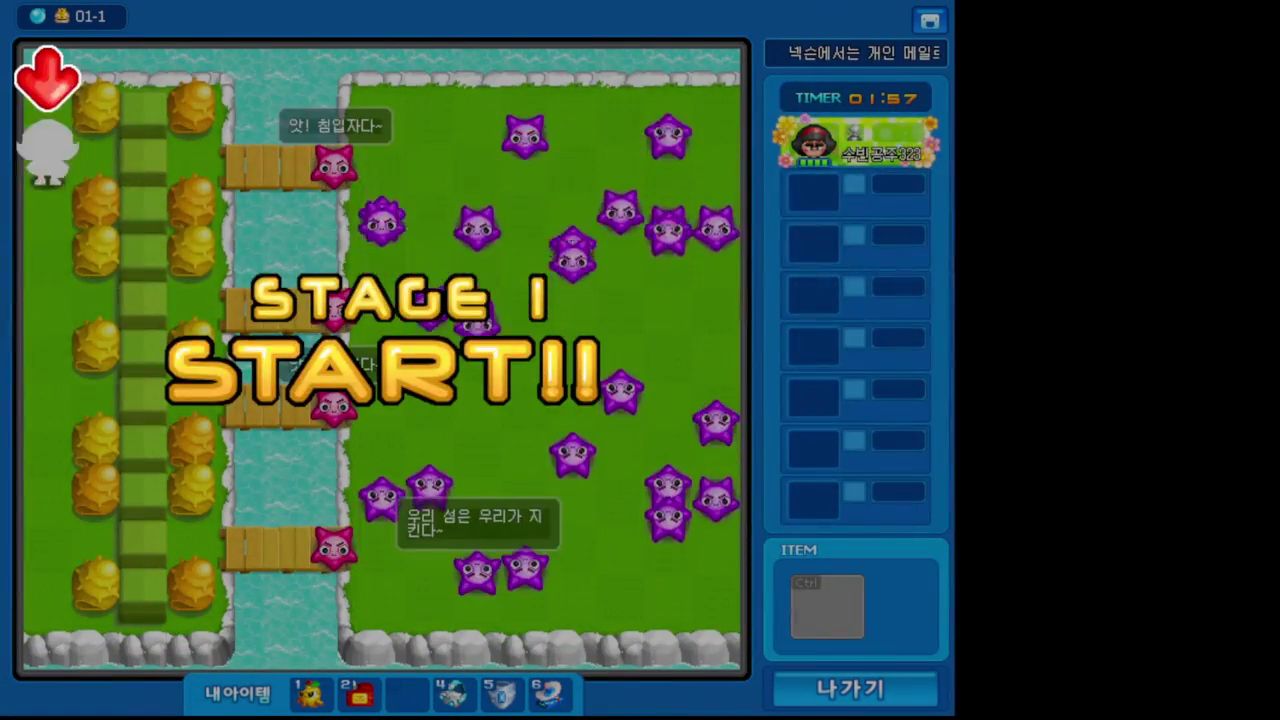 01-1
넥슨에서는 개인 메일
TIMER 01:57
앗! 침입자다~
수빈공주323
STAGE 1
START!!
우리 섬은 우리가 지
킨다~
ITEM
Ctrl
내아이템
1
2
4
5
6
나가기